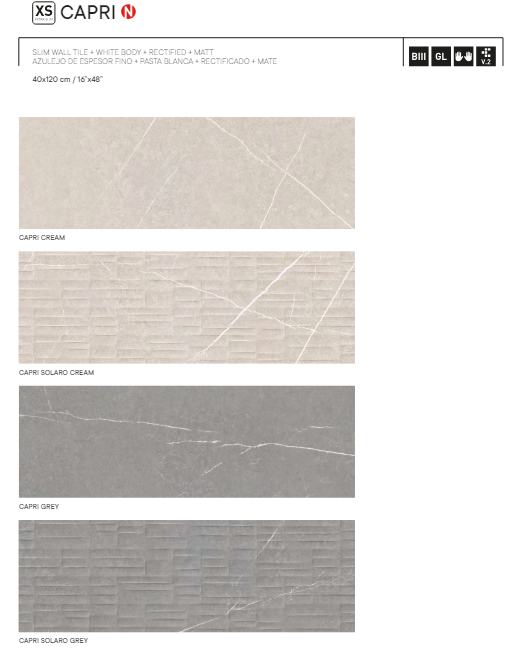 XS
CAPRI N
SLIM WALL TILE + WHITE BODY + RECTIFIED + MATT
AZULEJO DE ESPESOR FINO + PASTA BLANCA + RECTIFICADO + MATE
BIII GL V.2
40x120 cm / 16"x48"
CAPRI CREAM
CAPRI SOLARO CREAM
CAPRI GREY
CAPRI SOLARO GREY